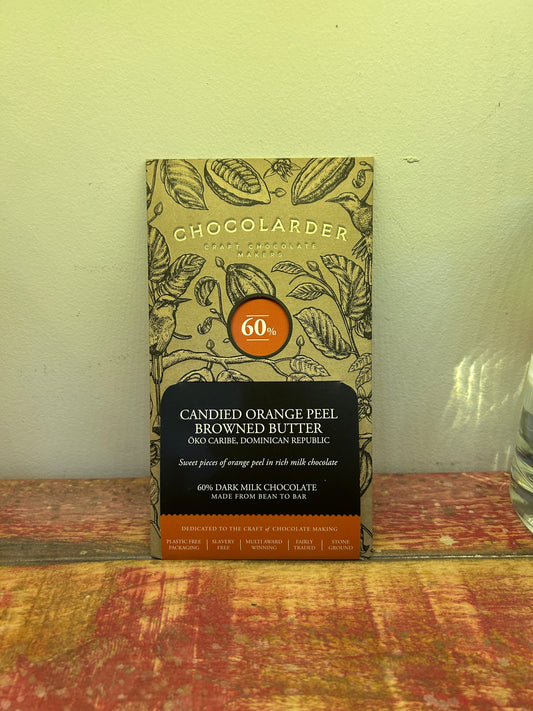 CHOCOLARDER
CRAFT CHOCOLATE
MAKERS
60%
CANDIED ORANGE PEEL
BROWNED BUTTER
ÖKO CARIBE, DOMINICAN REPUBLIC
Sweet pieces of orange peel in rich milk chocolate
60% DARK MILK CHOCOLATE
MADE FROM BEAN TO BAR
DEDICATED TO THE CRAFT of CHOCOLATE MAKING
PLASTIC FREE SLAVERY MULTI AWARD FAIRLY STONE
PACKAGING FREE WINNING TRADED GROUND